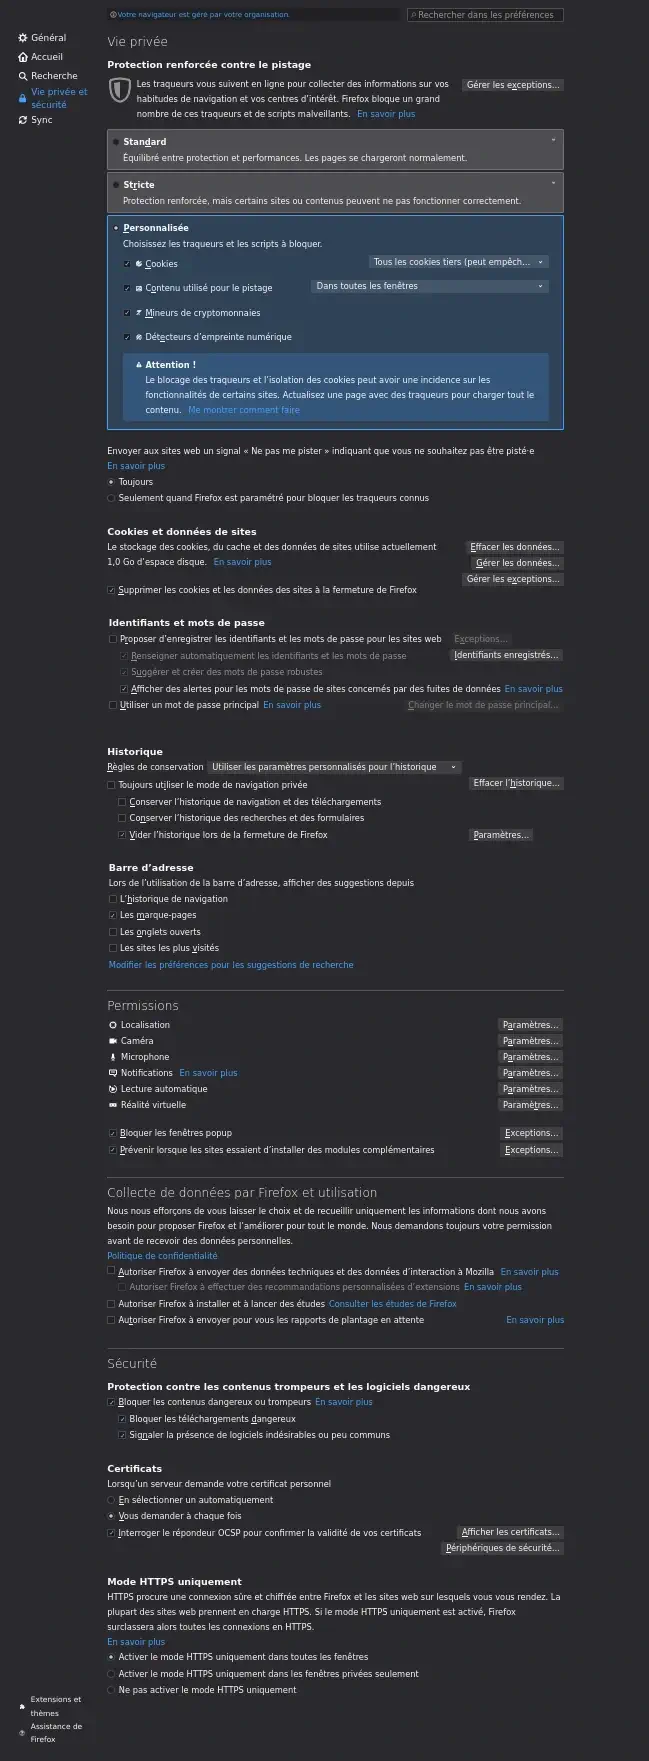 Votre navigateur est géré par votre organisation.
Rechercher dans les préférences
Général
Accueil
Recherche
Vie privée et
sécurité
Sync
Vie privée
Protection renforcée contre le pistage
Les traqueurs vous suivent en ligne pour collecter des informations sur vos
habitudes de navigation et vos centres d’intérêt. Firefox bloque un grand
nombre de ces traqueurs et de scripts malveillants. En savoir plus
Gérer les exceptions…
Standard
Équilibré entre protection et performances. Les pages se chargeront normalement.
Stricte
Protection renforcée, mais certains sites ou contenus peuvent ne pas fonctionner correctement.
Personnalisée
Choisissez les traqueurs et les scripts à bloquer.
Cookies
Tous les cookies tiers (peut empêch…
Contenu utilisé pour le pistage
Dans toutes les fenêtres
Mineurs de cryptomonnaies
Détecteurs d’empreinte numérique
Attention !
Le blocage des traqueurs et l’isolation des cookies peut avoir une incidence sur les
fonctionnalités de certains sites. Actualisez une page avec des traqueurs pour charger tout le
contenu. Me montrer comment faire
Envoyer aux sites web un signal « Ne pas me pister » indiquant que vous ne souhaitez pas être pisté·e
En savoir plus
Toujours
Seulement quand Firefox est paramétré pour bloquer les traqueurs connus
Cookies et données de sites
Le stockage des cookies, du cache et des données de sites utilise actuellement
1,0 Go d’espace disque. En savoir plus
Effacer les données…
Gérer les données…
Gérer les exceptions…
Supprimer les cookies et les données des sites à la fermeture de Firefox
Identifiants et mots de passe
Proposer d’enregistrer les identifiants et les mots de passe pour les sites web
Exceptions…
Renseigner automatiquement les identifiants et les mots de passe
Identifiants enregistrés…
Suggérer et créer des mots de passe robustes
Afficher des alertes pour les mots de passe de sites concernés par des fuites de données En savoir plus
Utiliser un mot de passe principal En savoir plus
Changer le mot de passe principal…
Historique
Règles de conservation Utiliser les paramètres personnalisés pour l’historique
Toujours utiliser le mode de navigation privée
Effacer l’historique…
Conserver l’historique de navigation et des téléchargements
Conserver l’historique des recherches et des formulaires
Vider l’historique lors de la fermeture de Firefox
Paramètres…
Barre d’adresse
Lors de l’utilisation de la barre d’adresse, afficher des suggestions depuis
L’historique de navigation
Les marque-pages
Les onglets ouverts
Les sites les plus visités
Modifier les préférences pour les suggestions de recherche
Permissions
Localisation Paramètres…
Caméra Paramètres…
Microphone Paramètres…
Notifications En savoir plus Paramètres…
Lecture automatique Paramètres…
Réalité virtuelle Paramètres…
Bloquer les fenêtres popup Exceptions…
Prévenir lorsque les sites essaient d’installer des modules complémentaires Exceptions…
Collecte de données par Firefox et utilisation
Nous nous efforçons de vous laisser le choix et de recueillir uniquement les informations dont nous avons
besoin pour proposer Firefox et l’améliorer pour tout le monde. Nous demandons toujours votre permission
avant de recevoir des données personnelles.
Politique de confidentialité
Autoriser Firefox à envoyer des données techniques et des données d’interaction à Mozilla En savoir plus
Autoriser Firefox à effectuer des recommandations personnalisées d’extensions En savoir plus
Autoriser Firefox à installer et à lancer des études Consulter les études de Firefox
Autoriser Firefox à envoyer pour vous les rapports de plantage en attente En savoir plus
Sécurité
Protection contre les contenus trompeurs et les logiciels dangereux
Bloquer les contenus dangereux ou trompeurs En savoir plus
Bloquer les téléchargements dangereux
Signaler la présence de logiciels indésirables ou peu communs
Certificats
Lorsqu’un serveur demande votre certificat personnel
En sélectionner un automatiquement
Vous demander à chaque fois
Interroger le répondeur OCSP pour confirmer la validité de vos certificats
Afficher les certificats…
Périphériques de sécurité…
Mode HTTPS uniquement
HTTPS procure une connexion sûre et chiffrée entre Firefox et les sites web sur lesquels vous vous rendez. La
plupart des sites web prennent en charge HTTPS. Si le mode HTTPS uniquement est activé, Firefox
surclassera alors toutes les connexions en HTTPS.
En savoir plus
Activer le mode HTTPS uniquement dans toutes les fenêtres
Activer le mode HTTPS uniquement dans les fenêtres privées seulement
Ne pas activer le mode HTTPS uniquement
Extensions et
thèmes
Assistance de
Firefox